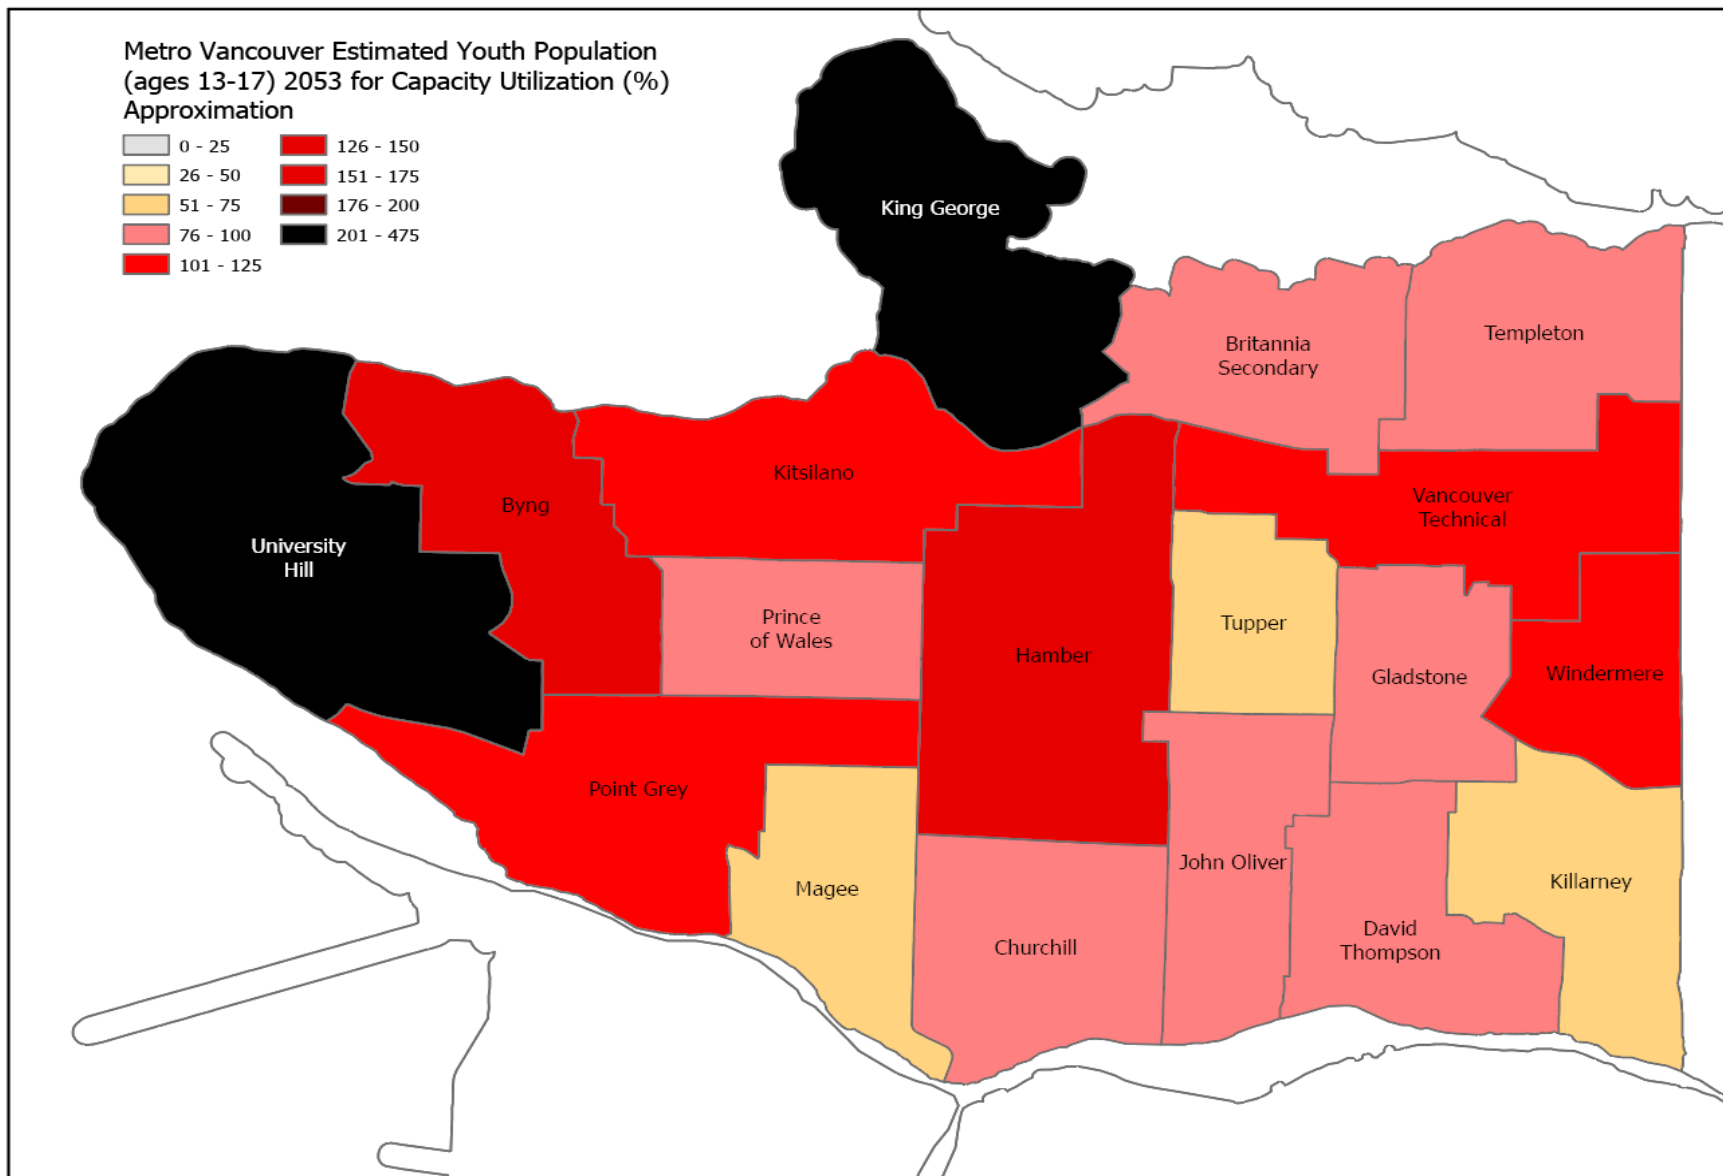 Metro Vancouver Estimated Youth Population
(ages 13-17) 2053 for Capacity Utilization (%)
Approximation
0 - 25
26 - 50
51 - 75
76 - 100
101 - 125
126 - 150
151 - 175
176 - 200
201 - 475
King George
Britannia
Secondary
Templeton
Kitsilano
Byng
Vancouver
Technical
University
Hill
Prince
of Wales
Hamber
Tupper
Gladstone
Windermere
Point Grey
Magee
Churchill
John Oliver
David
Thompson
Killarney